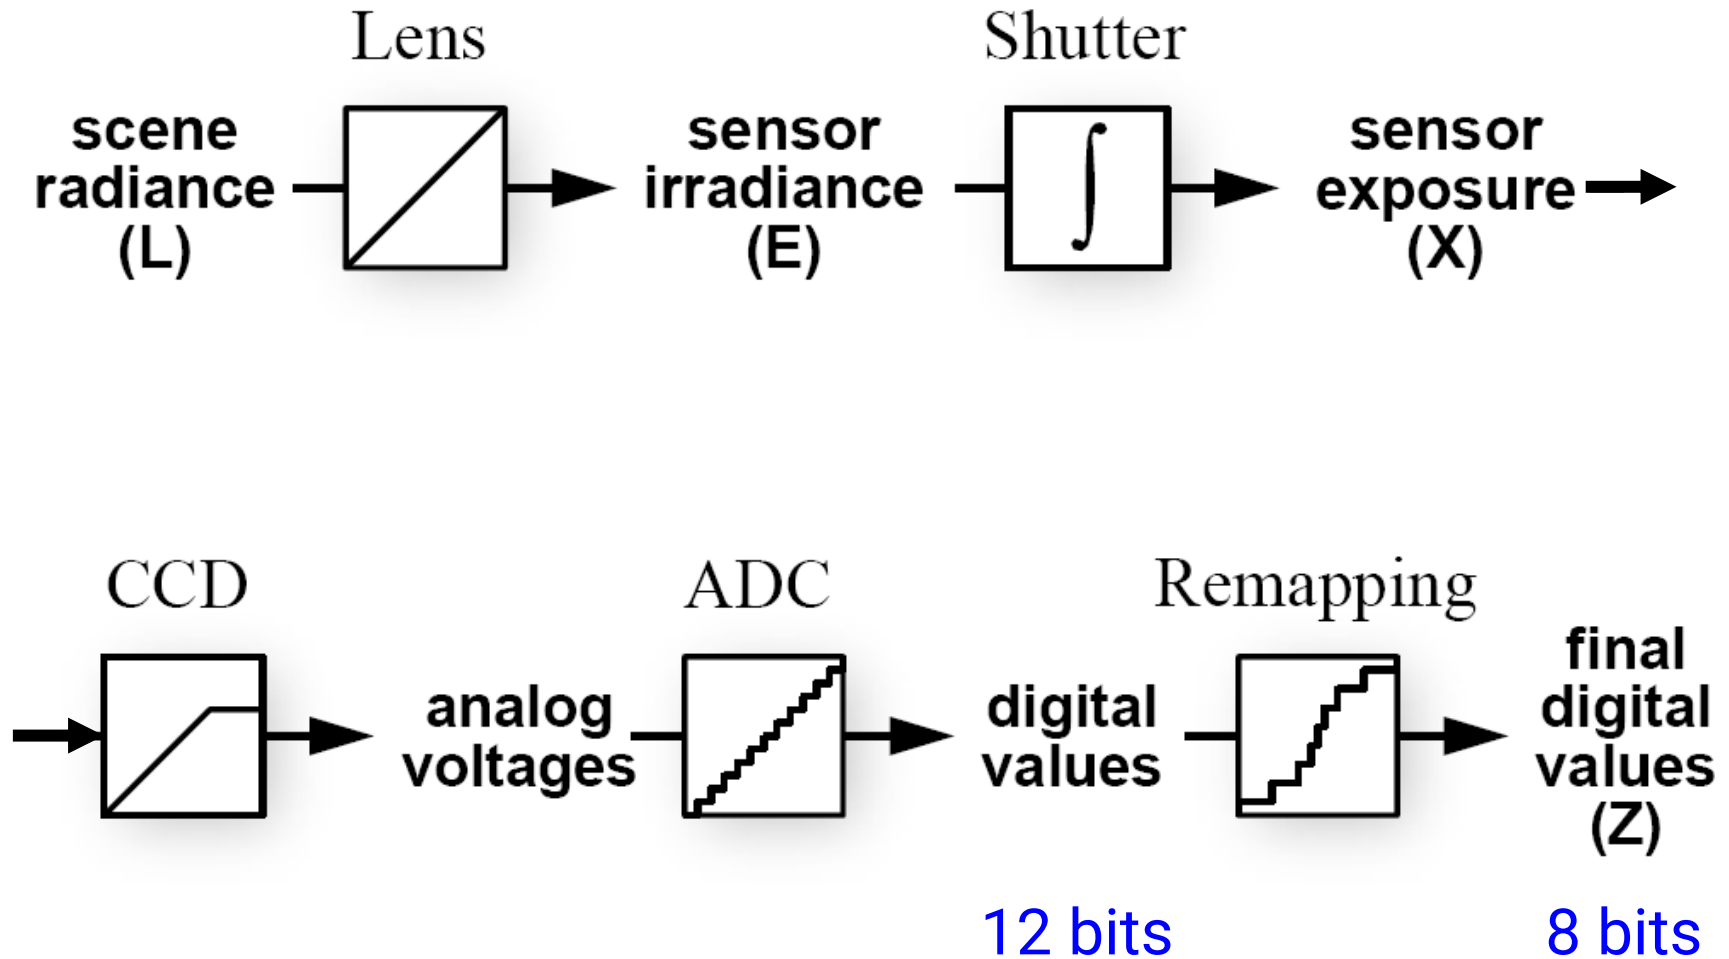 Lens
Shutter
scene
radiance
(L)
sensor
irradiance
(E)
∫
sensor
exposure
(X)
CCD
ADC
Remapping
analog
voltages
digital
values
final
digital
values
(Z)
12 bits
8 bits